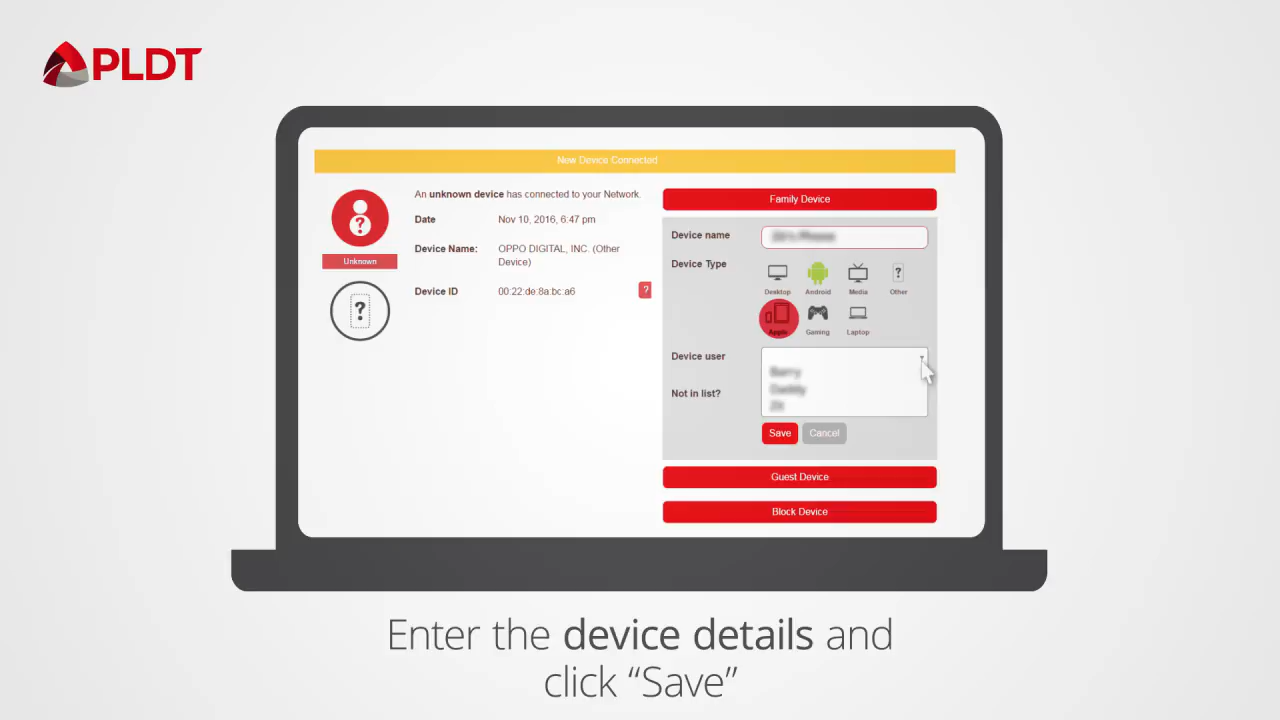 PLDT
New Device Connected
An unknown device has connected to your Network.
Date Nov 10, 2016, 6:47 pm
Device Name: OPPO DIGITAL, INC. (Other
Device)
Device ID 00:22:de:8a:bc:a6 ?
?
Unknown
?
Family Device
Device name
Device Type
Desktop Android Media ? Other
Apple Gaming Laptop
Device user
Not in list?
Daddy
Save Cancel
Guest Device
Block Device
Enter the device details and
click “Save”